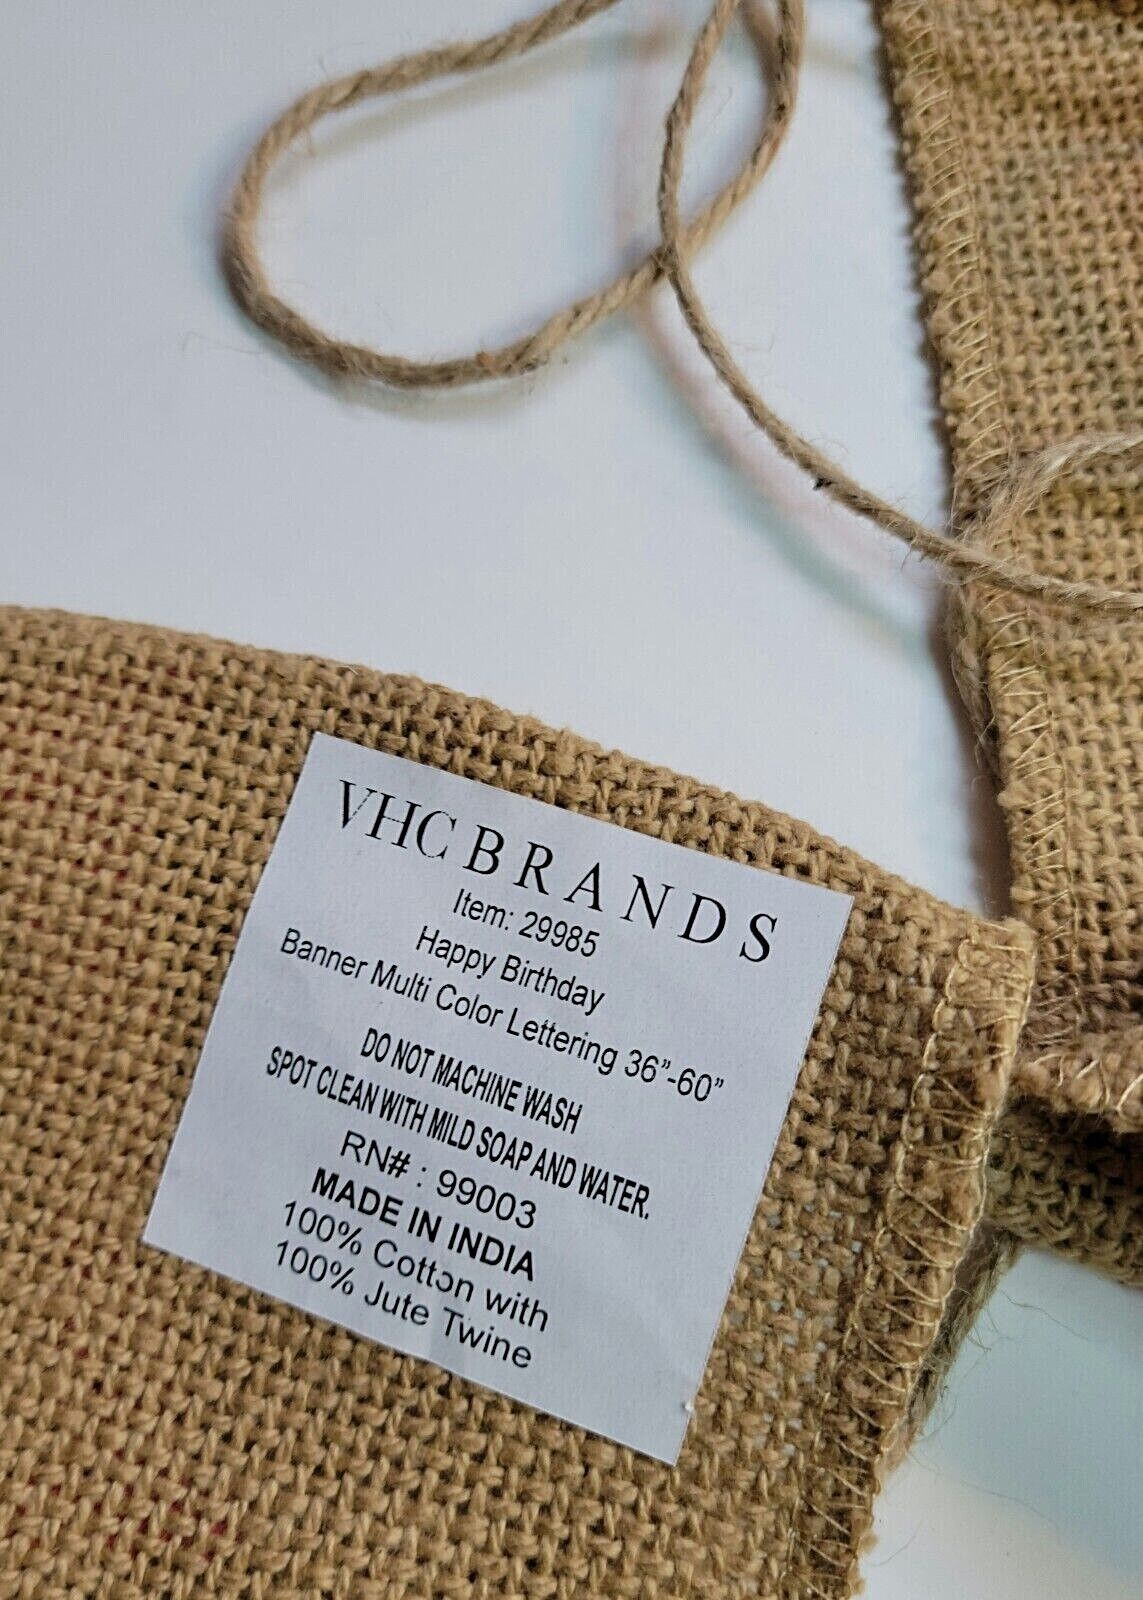 VHC BRANDS
Item: 29985
Happy Birthday
Banner Multi Color Lettering 36”-60”
DO NOT MACHINE WASH
SPOT CLEAN WITH MILD SOAP AND WATER.
RN# : 99003
MADE IN INDIA
100% Cotton with
100% Jute Twine